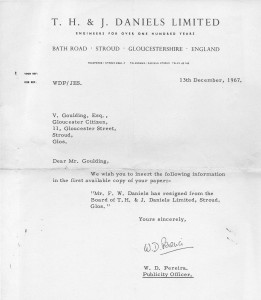 T. H. & J. DANIELS LIMITED
ENGINEERS FOR OVER ONE HUNDRED YEARS
BATH ROAD · STROUD · GLOUCESTERSHIRE · ENGLAND
WDP/JER.
13th December, 1967.
V. Goulding, Esq.,
Gloucester Citizen,
11, Gloucester Street,
Stroud,
Glos.
Dear Mr. Goulding,
We wish you to insert the following information
in the first available copy of your paper:-
"Mr. F. W. Daniels has resigned from the
Board of T. H. & J. Daniels Limited, Stroud,
Glos."
Yours sincerely,
W. D. Pereira,
Publicity Officer.